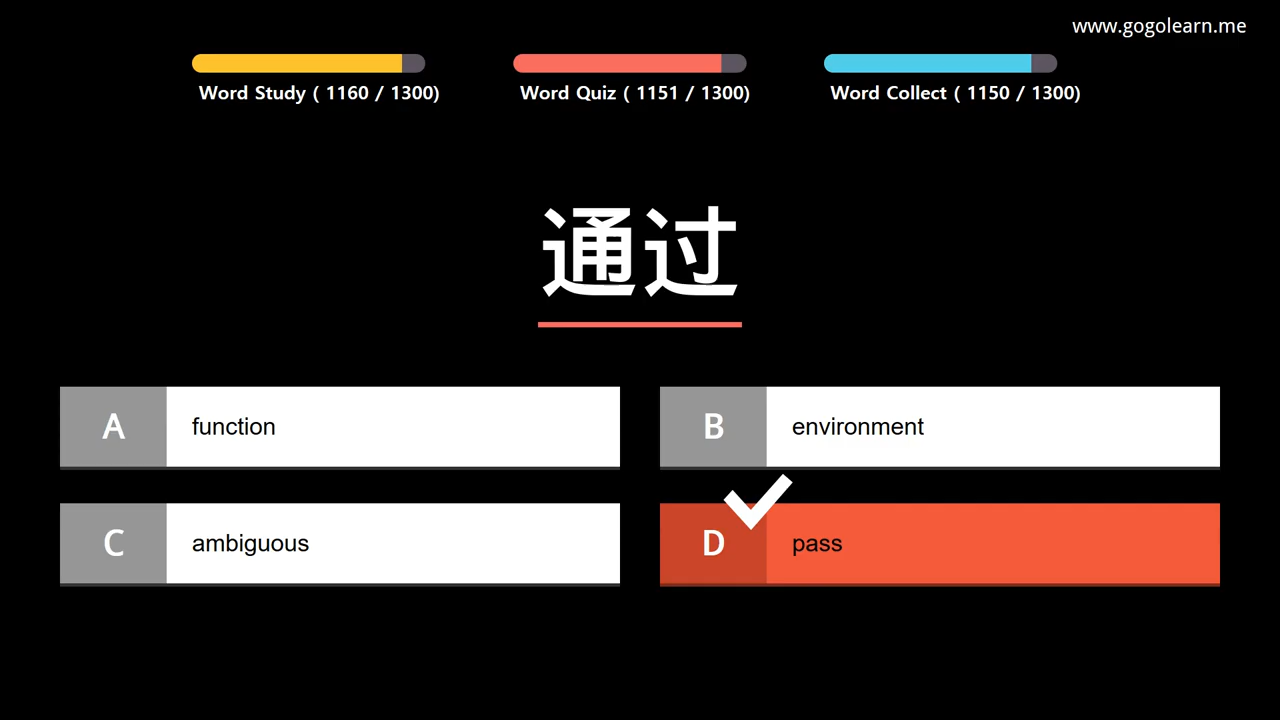 www.gogolearn.me
Word Study ( 1160 / 1300)
Word Quiz ( 1151 / 1300)
Word Collect ( 1150 / 1300)
通过
A function
B environment
C ambiguous
D pass